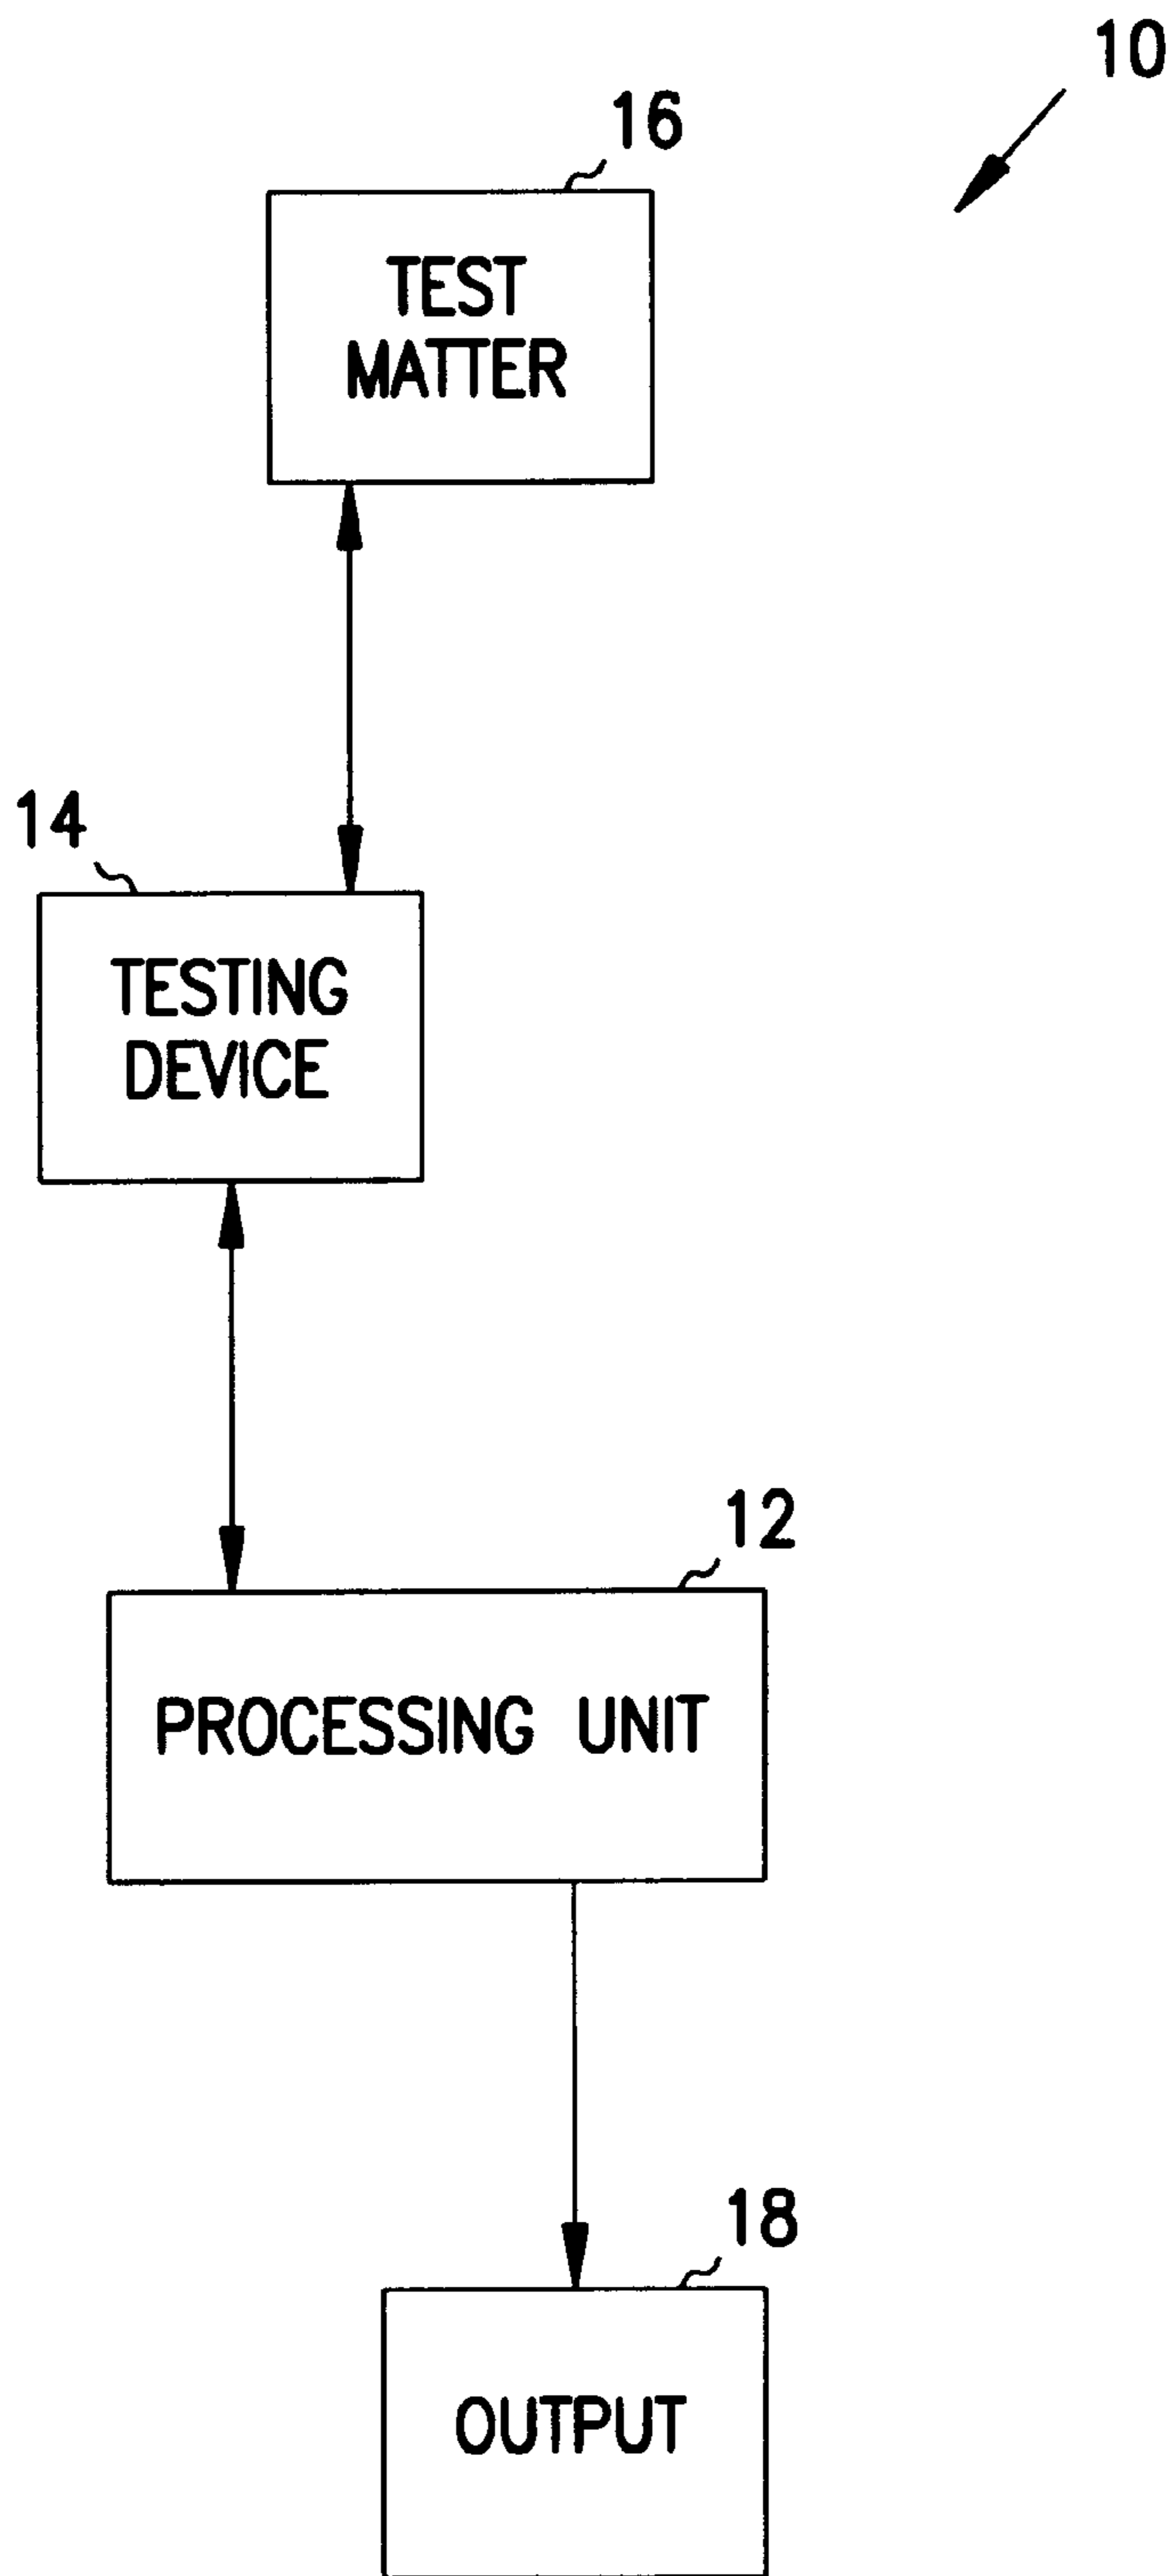 10
16
TEST
MATTER
14
TESTING
DEVICE
12
PROCESSING UNIT
18
OUTPUT